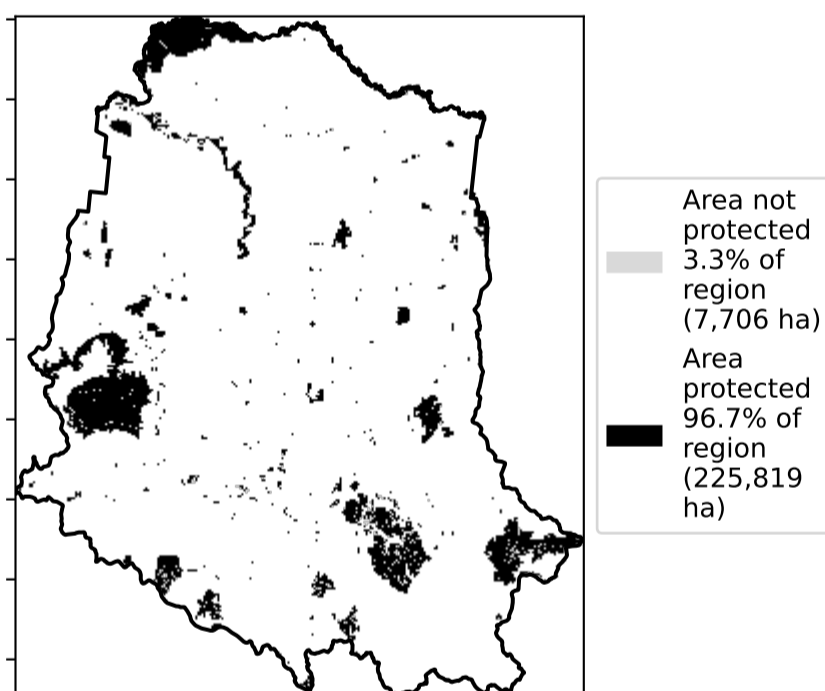 Area not
protected
3.3% of
region
(7,706 ha)
Area
protected
96.7% of
region
(225,819
ha)